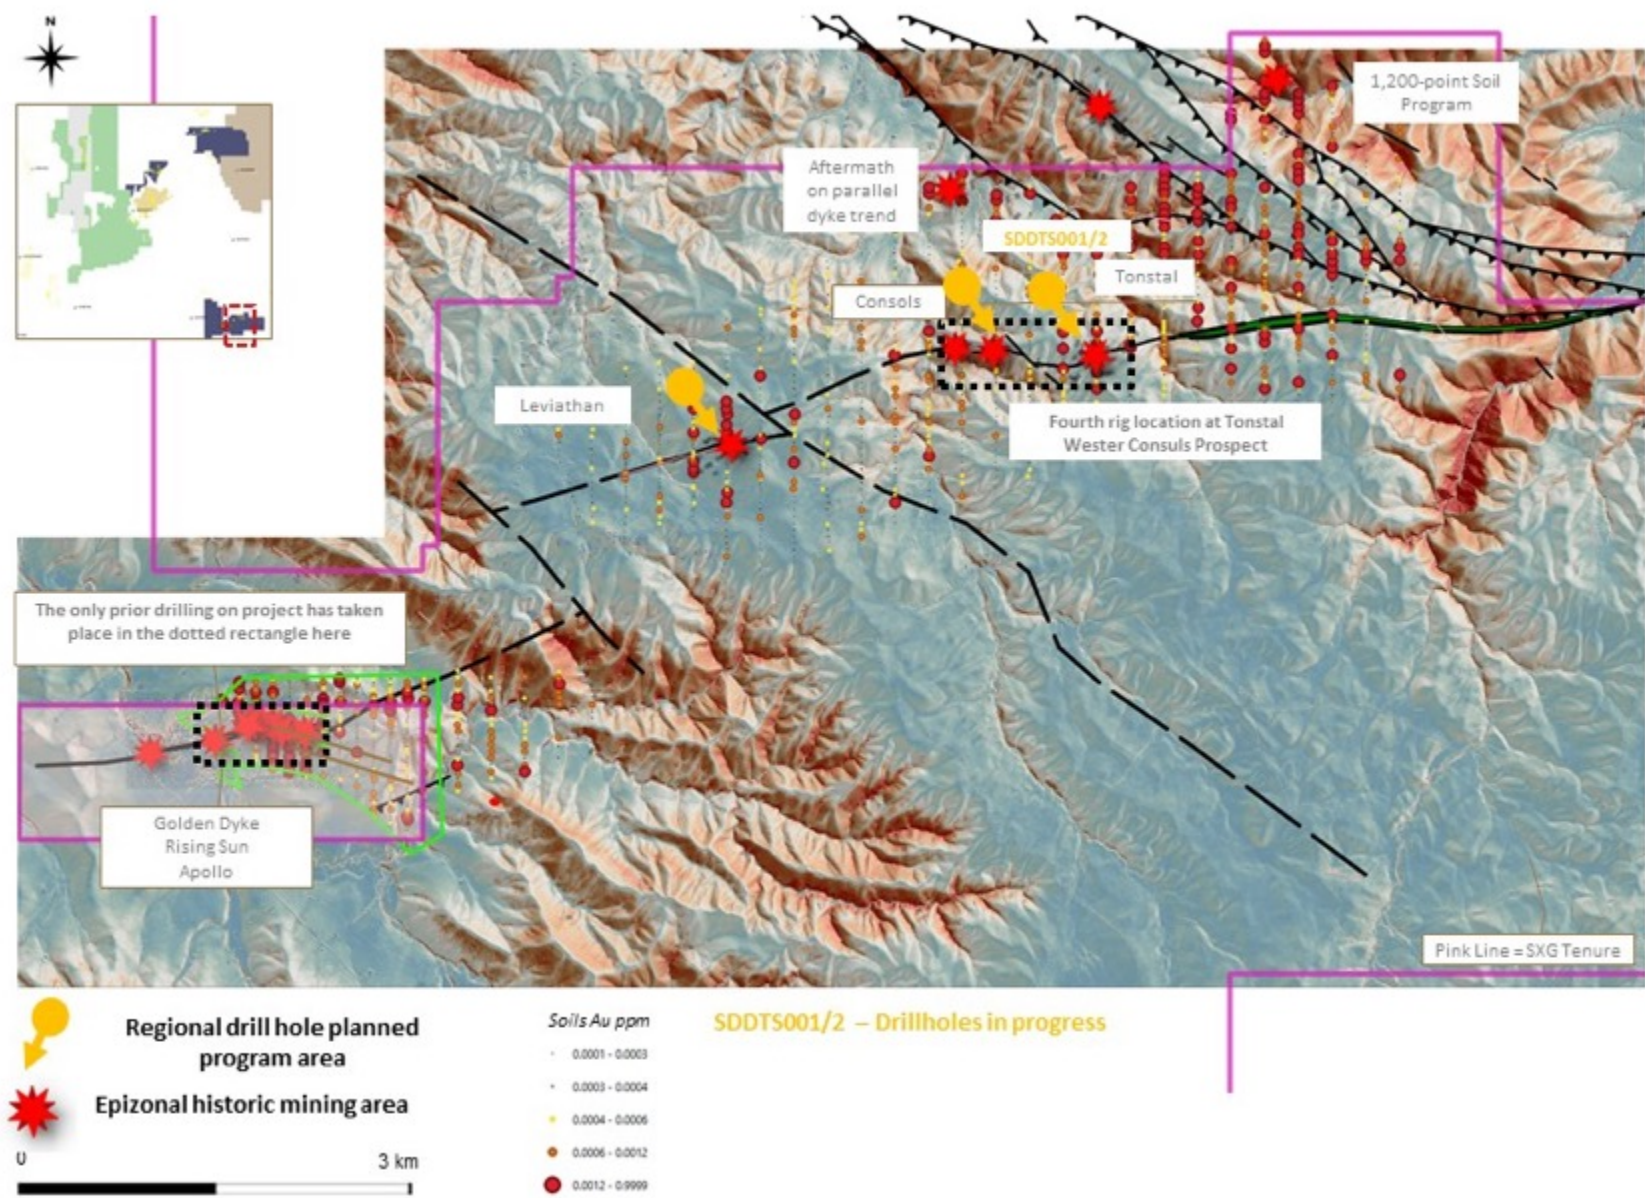 N
1,200-point Soil
Program
Aftermath
on parallel
dyke trend
SDDTS001/2
Tonstal
Consols
Leviathan
Fourth rig location at Tonstal
Wester Consuls Prospect
The only prior drilling on project has taken
place in the dotted rectangle here
Golden Dyke
Rising Sun
Apollo
Pink Line = SXG Tenure
Regional drill hole planned
program area
Epizonal historic mining area
0
3 km
Soils Au ppm
0.0001 - 0.0003
0.0003 - 0.0004
0.0004 - 0.0006
0.0006 - 0.0012
0.0012 - 0.9999
SDDTS001/2 – Drillholes in progress